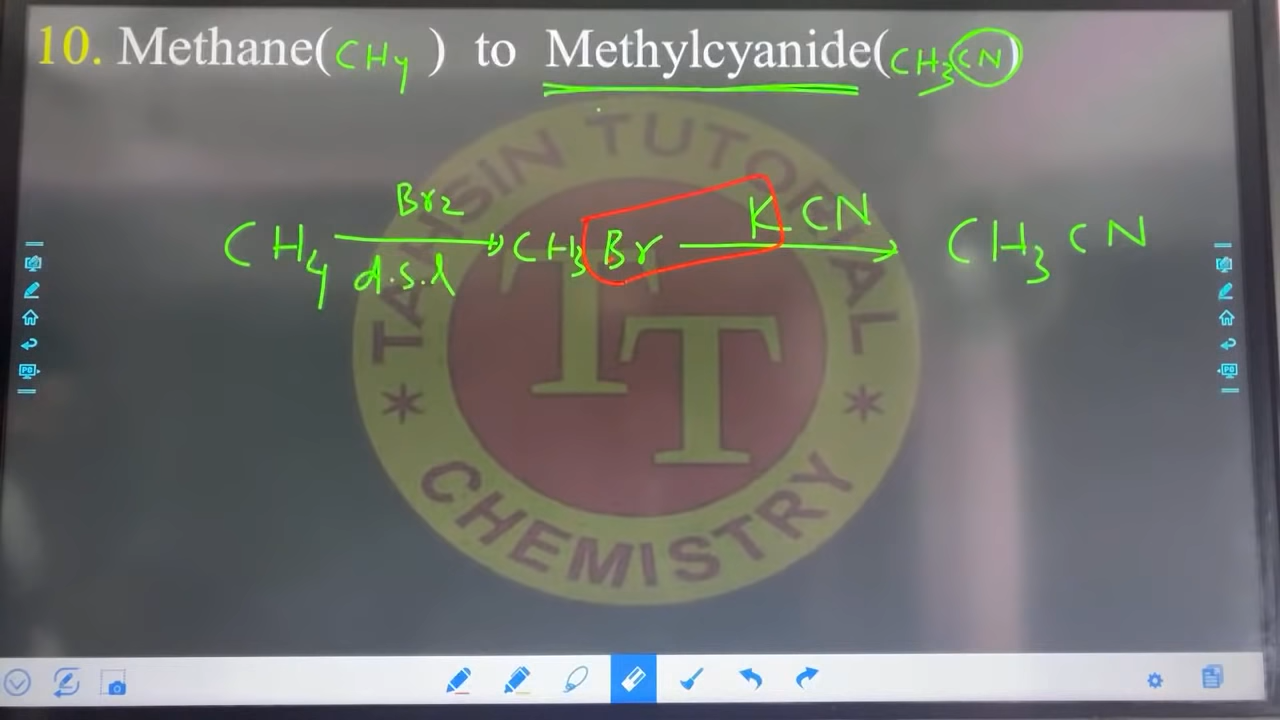 10. Methane(CH4) to Methylcyanide(CH3CN)
Br2
CH4 → CH3Br → CH3CN
d.s.l
KCN
TAHSIN TUTORIAL
TT
* CHEMISTRY *